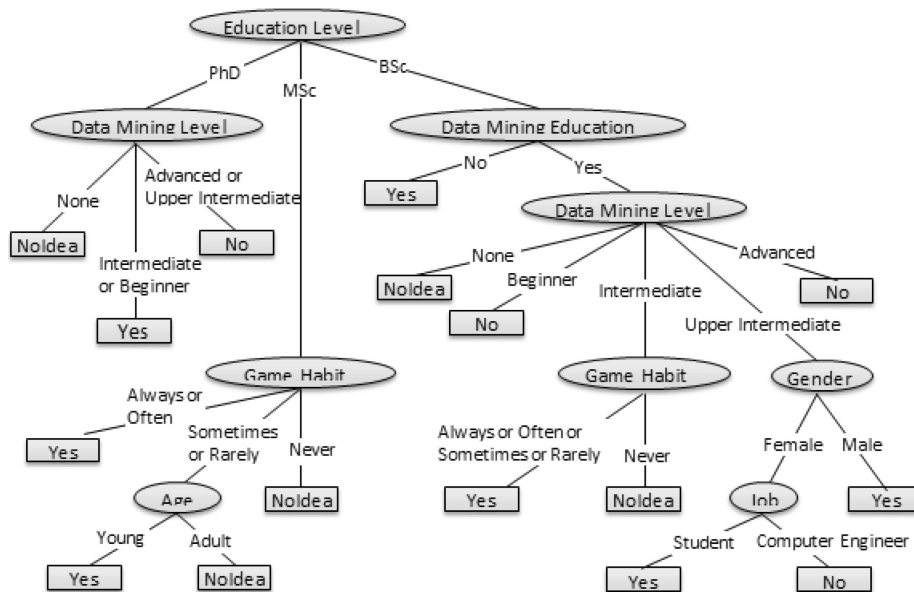 Education Level
PhD
MSc
BSc
Data Mining Level
Data Mining Education
None
Advanced or
Upper Intermediate
No
Yes
NoIdea
No
Yes
Data Mining Level
Intermediate
or Beginner
Yes
None
Beginner
Intermediate
Upper Intermediate
Advanced
NoIdea
No
No
Game Habit
Game Habit
Gender
Always or
Often
Sometimes
or Rarely
Never
Always or Often or
Sometimes or Rarely
Never
Female
Male
Yes
NoIdea
Yes
NoIdea
Yes
Age
Job
Young
Adult
Student
Computer Engineer
Yes
NoIdea
Yes
No